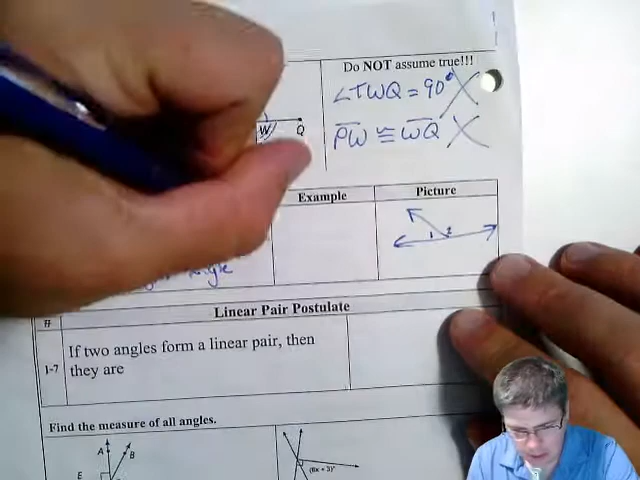 Do NOT assume true!!!
∠TWQ = 90°
PW ≅ WQ
W Q
Example Picture
1 2
Angle
# Linear Pair Postulate
1-7 If two angles form a linear pair, then
they are
Find the measure of all angles.
A B
E
(8x + 3)°